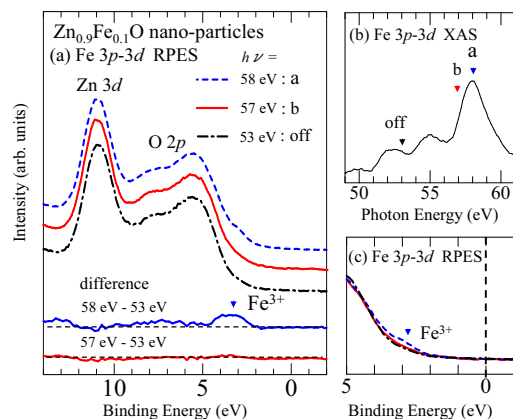 Zn0.9Fe0.1O nano-particles
(a) Fe 3p-3d RPES
hν =
58 eV : a
57 eV : b
53 eV : off
Zn 3d
O 2p
difference
58 eV - 53 eV
Fe3+
57 eV - 53 eV
Intensity (arb. units)
10 5 0
Binding Energy (eV)
(b) Fe 3p-3d XAS
a
b
off
50 55 60
Photon Energy (eV)
(c) Fe 3p-3d RPES
Fe3+
5 0
Binding Energy (eV)